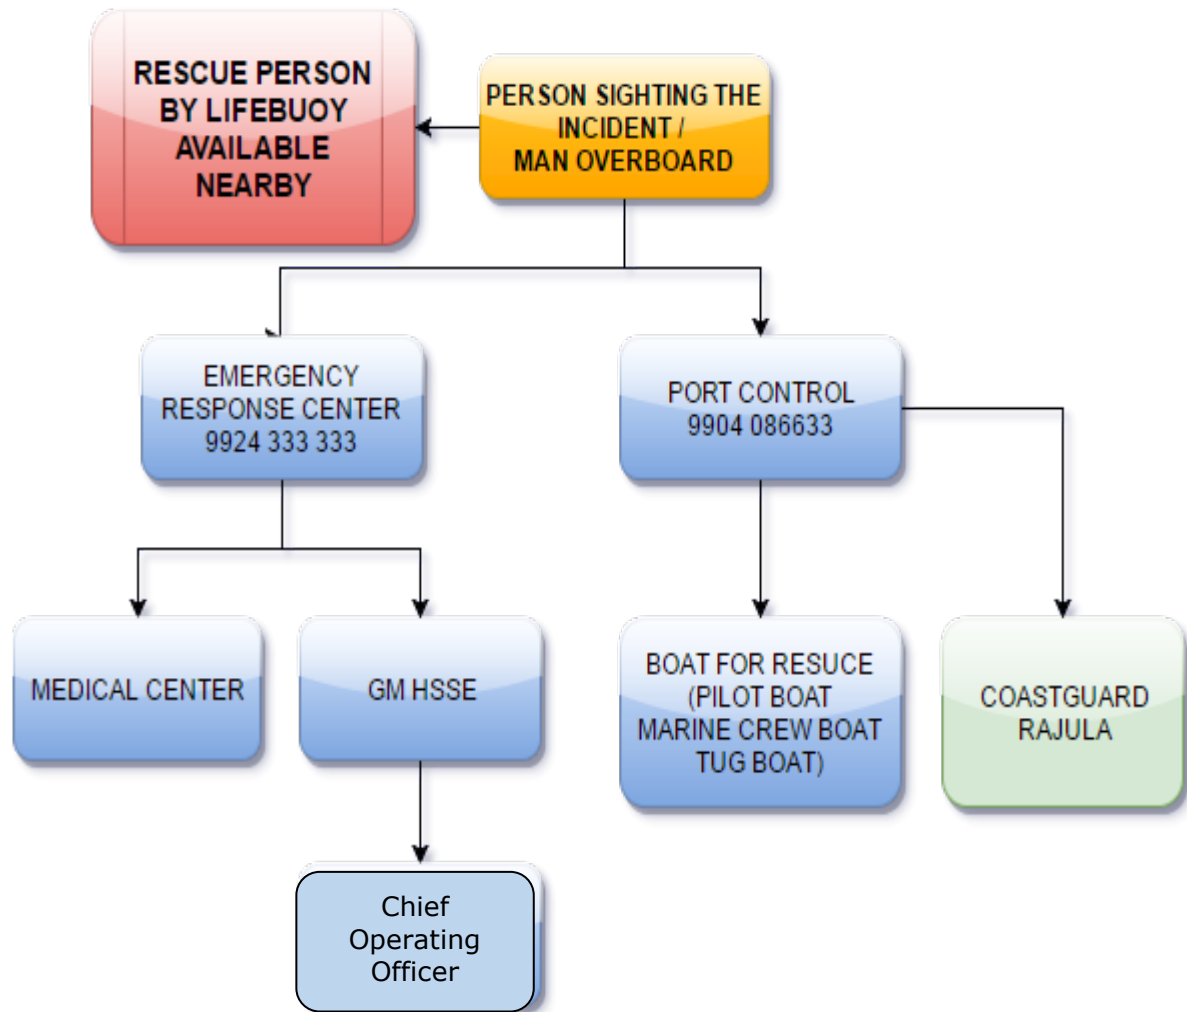 RESCUE PERSON
BY LIFEBUOY
AVAILABLE
NEARBY
PERSON SIGHTING THE
INCIDENT /
MAN OVERBOARD
EMERGENCY
RESPONSE CENTER
9924 333 333
PORT CONTROL
9904 086633
MEDICAL CENTER
GM HSSE
BOAT FOR RESUCE
(PILOT BOAT
MARINE CREW BOAT
TUG BOAT)
COASTGUARD
RAJULA
Chief
Operating
Officer